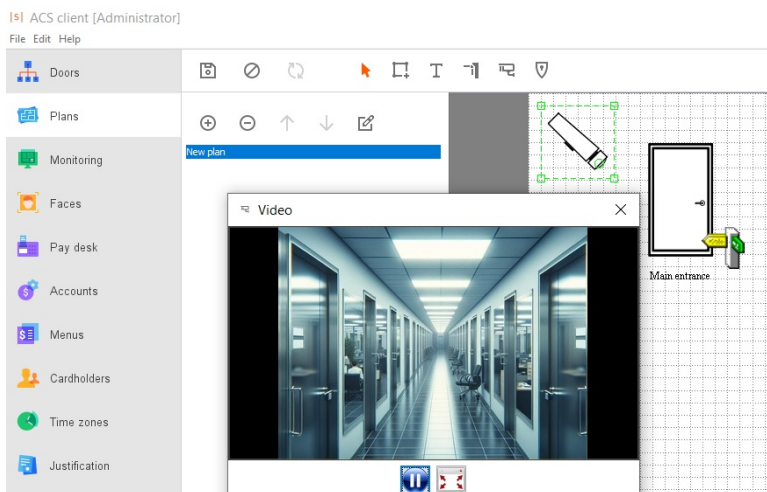 |s| ACS client [Administrator]
File Edit Help
Doors
Plans
Monitoring
Faces
Pay desk
Accounts
Menus
Cardholders
Time zones
Justification
New plan
Video
Main entrance